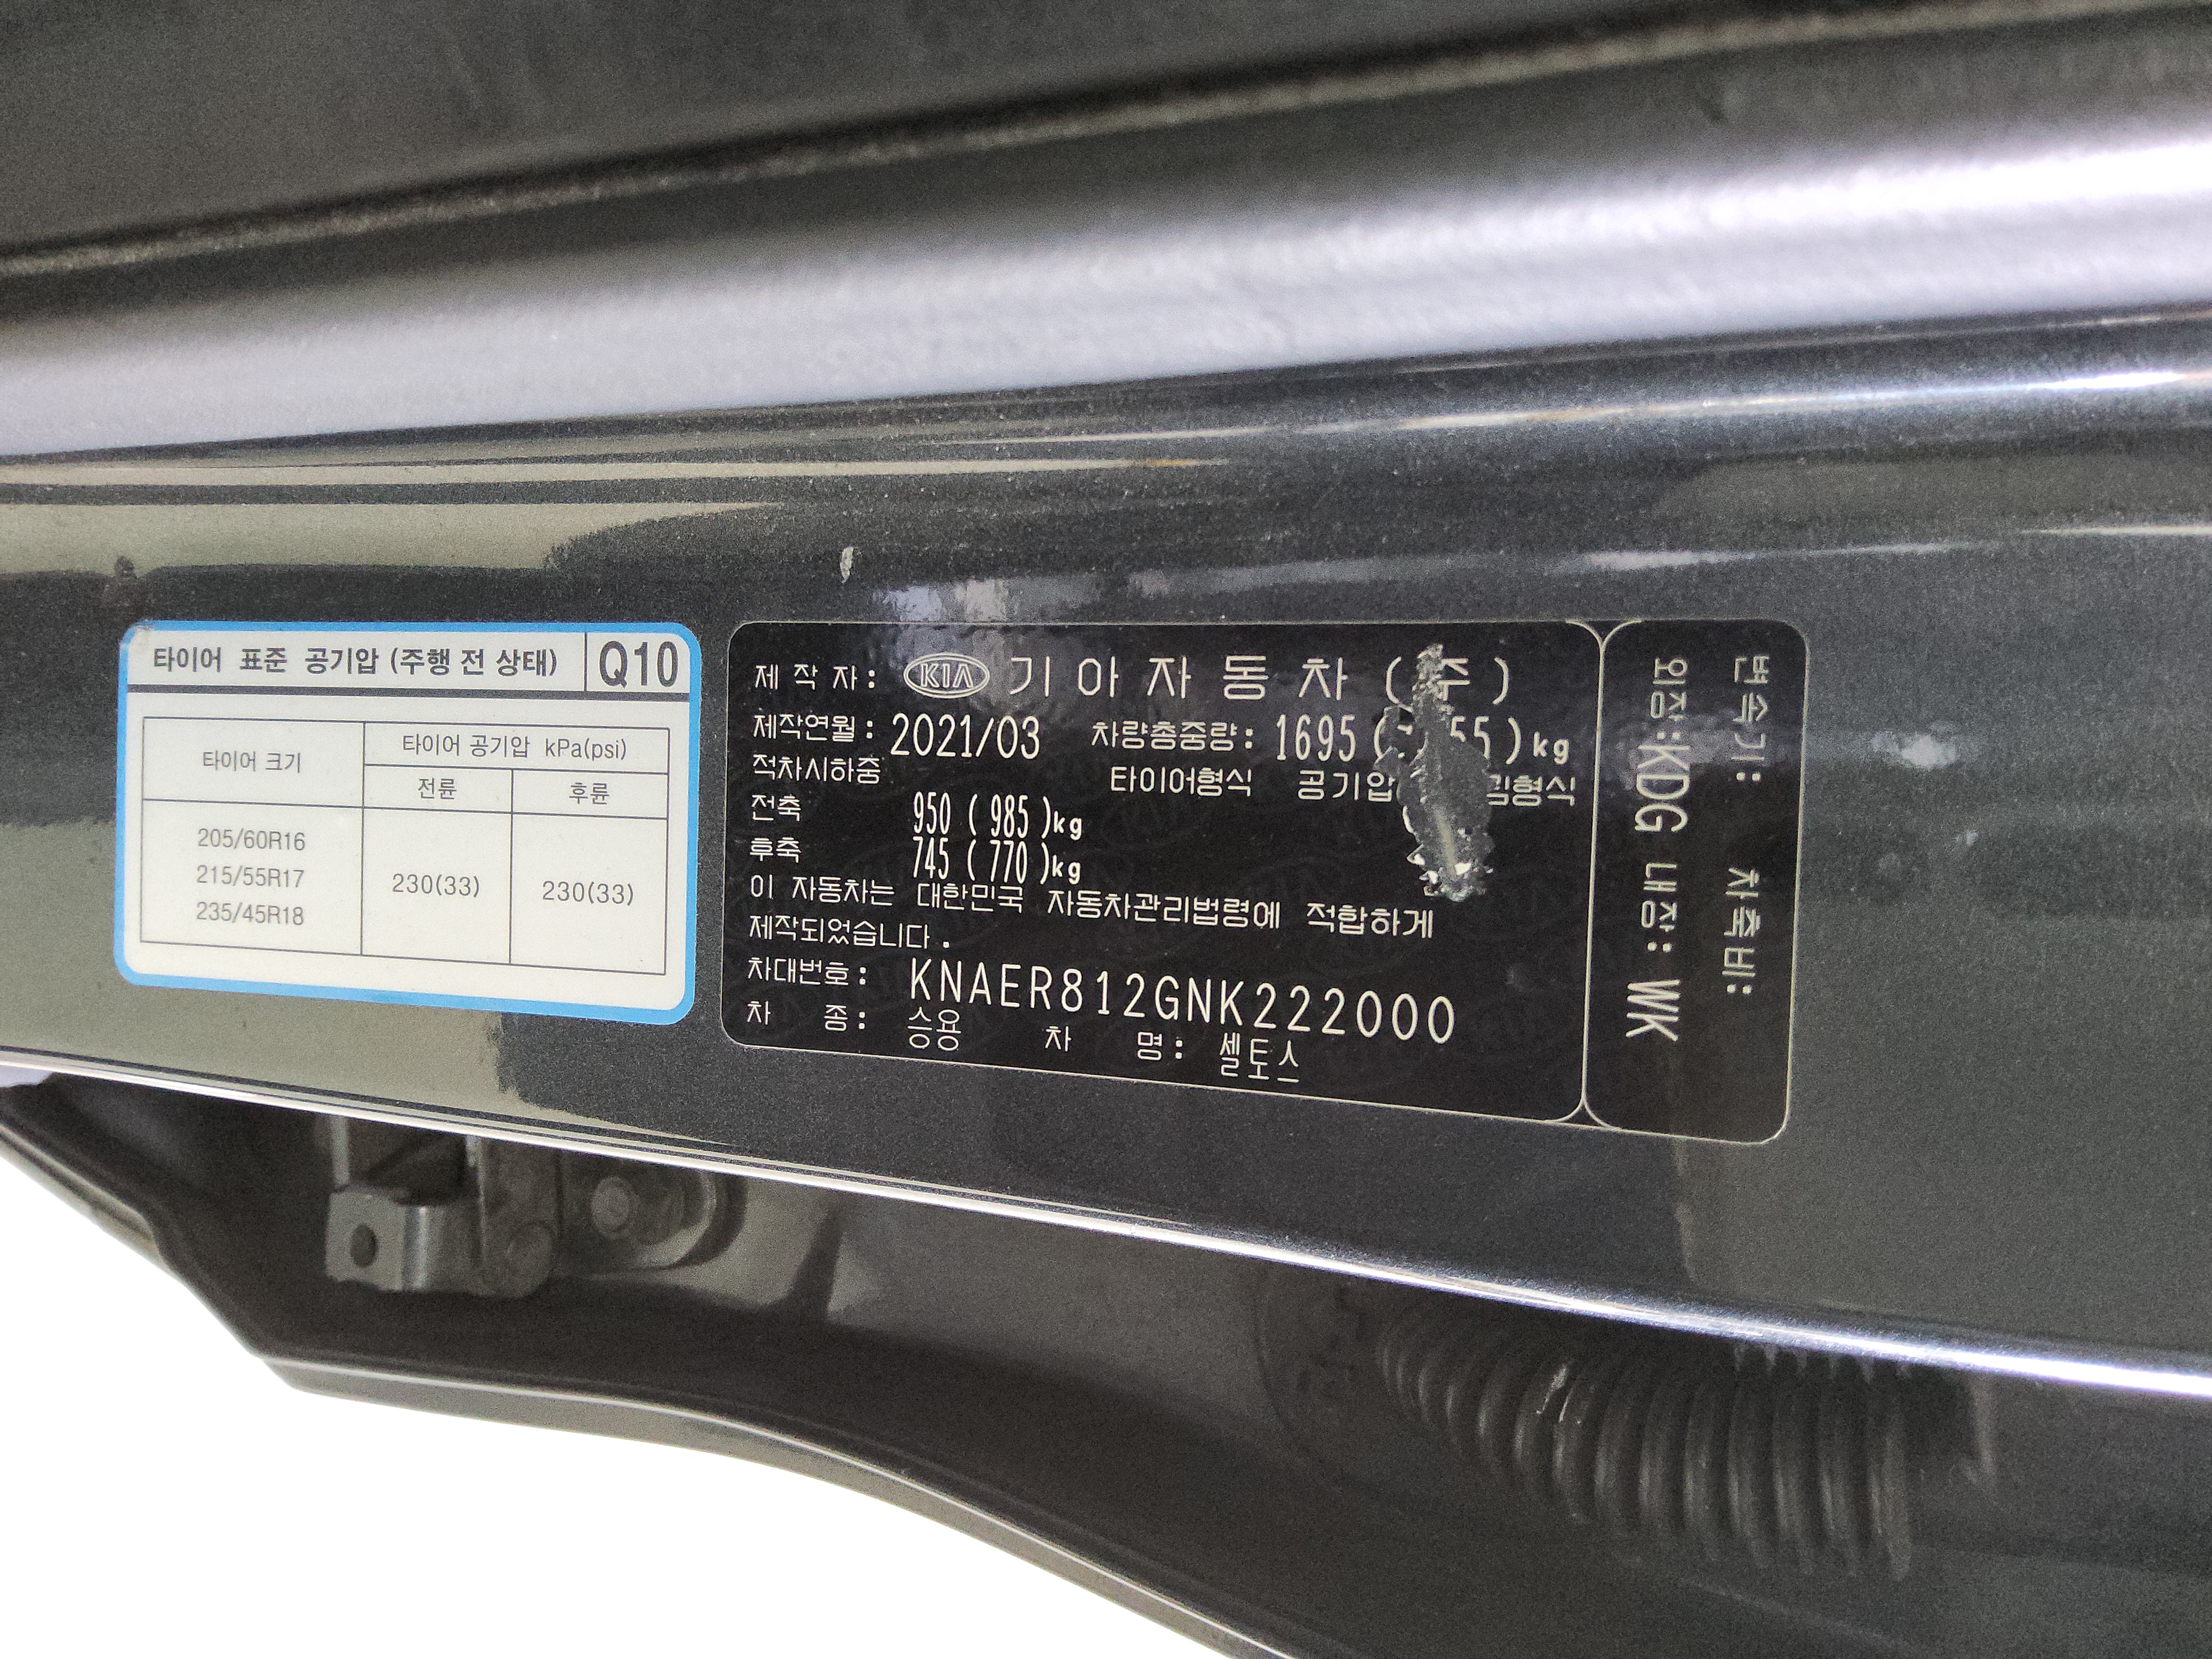 타이어 표준 공기압 (주행 전 상태) Q10
타이어 크기 타이어 공기압 kPa(psi)
전륜 후륜
205/60R16
215/55R17 230(33) 230(33)
235/45R18
제 작 자: KIA 기 아 자 동 차 (주)
제작연월: 2021/03 차량총중량: 1695 kg
적차시하중 타이어형식 공기압
전축 950 ( 985 )kg
후축 745 ( 770 )kg
이 자동차는 대한민국 자동차관리법령에 적합하게
제작되었습니다.
차대번호: KNAER812GNK222000
차 종: 승용 차 명: 셀토스
변속기: 차축비:
외장:KDG 내장: WK